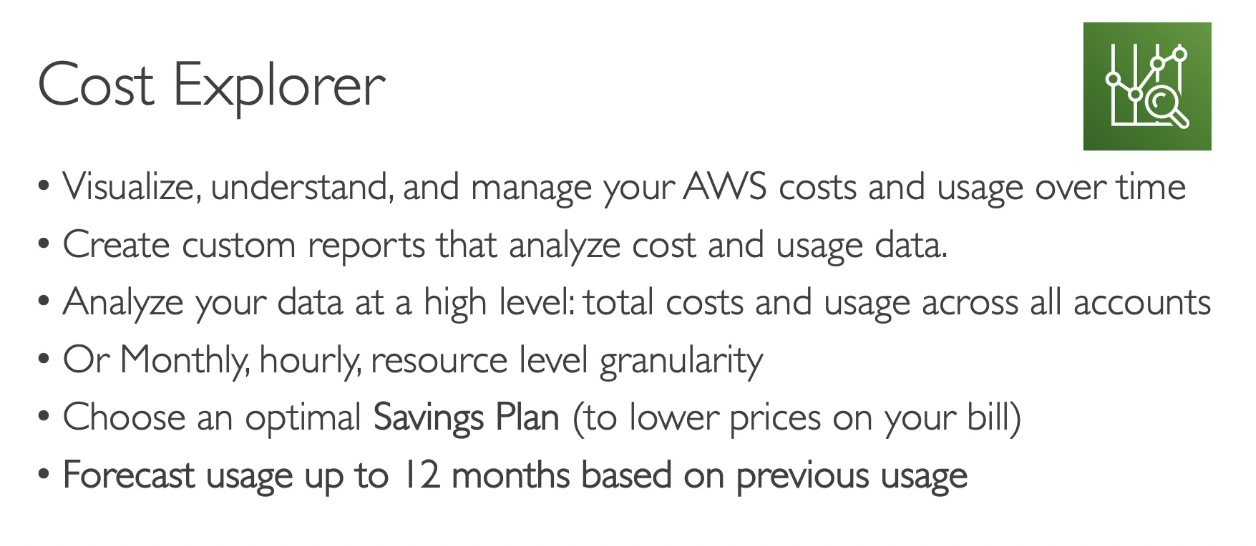 Cost Explorer
• Visualize, understand, and manage your AWS costs and usage over time
• Create custom reports that analyze cost and usage data.
• Analyze your data at a high level: total costs and usage across all accounts
• Or Monthly, hourly, resource level granularity
• Choose an optimal Savings Plan (to lower prices on your bill)
• Forecast usage up to 12 months based on previous usage